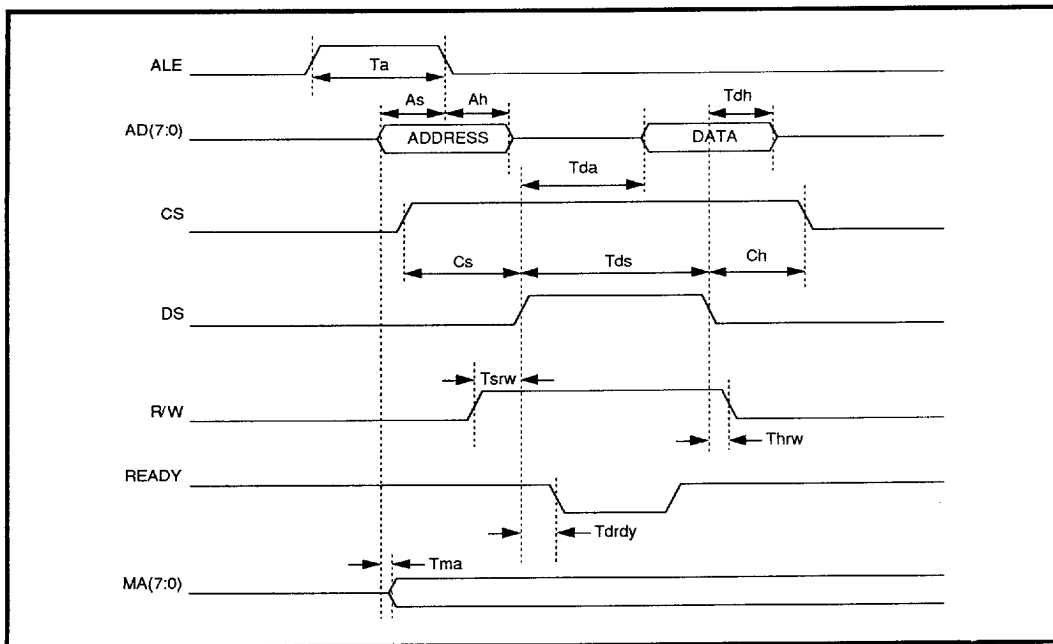 ALE
Ta
As Ah Tdh
AD(7:0) ADDRESS DATA
Tda
CS
Cs Tds Ch
DS
Tsrw
R/W
Thrw
READY
Tdrdy
Tma
MA(7:0)